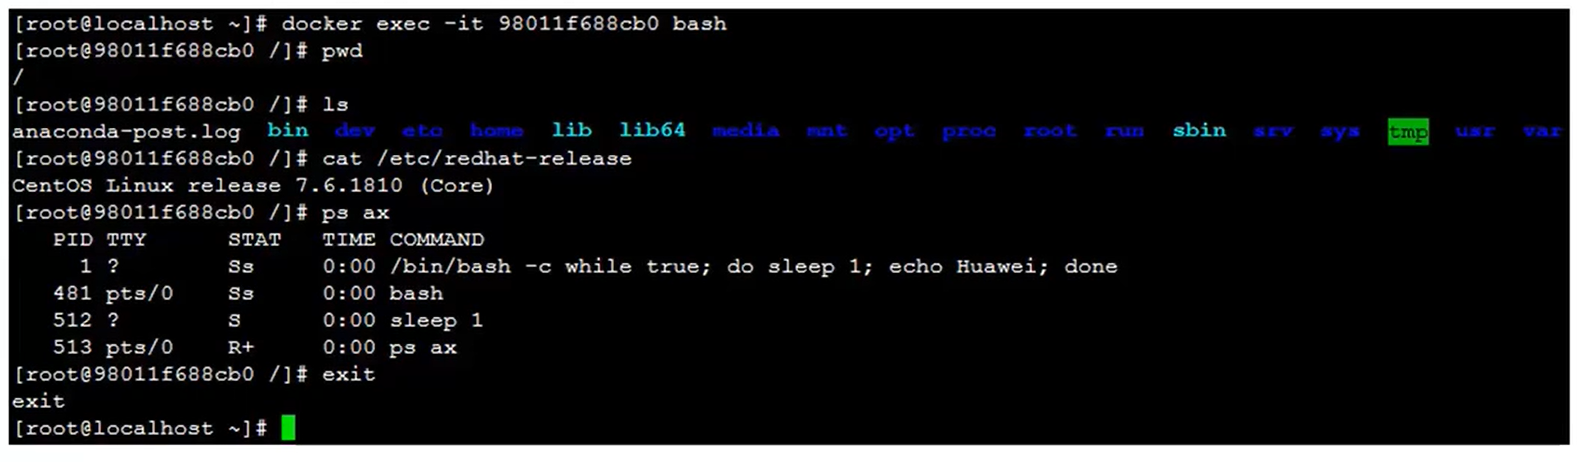 [root@localhost ~]# docker exec -it 98011f688cb0 bash
[root@98011f688cb0 /]# pwd
/
[root@98011f688cb0 /]# ls
anaconda-post.log  bin  dev  etc  home  lib  lib64  media  mnt  opt  proc  root  run  sbin  srv  sys  tmp  usr  var
[root@98011f688cb0 /]# cat /etc/redhat-release
CentOS Linux release 7.6.1810 (Core)
[root@98011f688cb0 /]# ps ax
   PID TTY      STAT   TIME COMMAND
     1 ?        Ss     0:00 /bin/bash -c while true; do sleep 1; echo Huawei; done
   481 pts/0    Ss     0:00 bash
   512 ?        S      0:00 sleep 1
   513 pts/0    R+     0:00 ps ax
[root@98011f688cb0 /]# exit
exit
[root@localhost ~]#